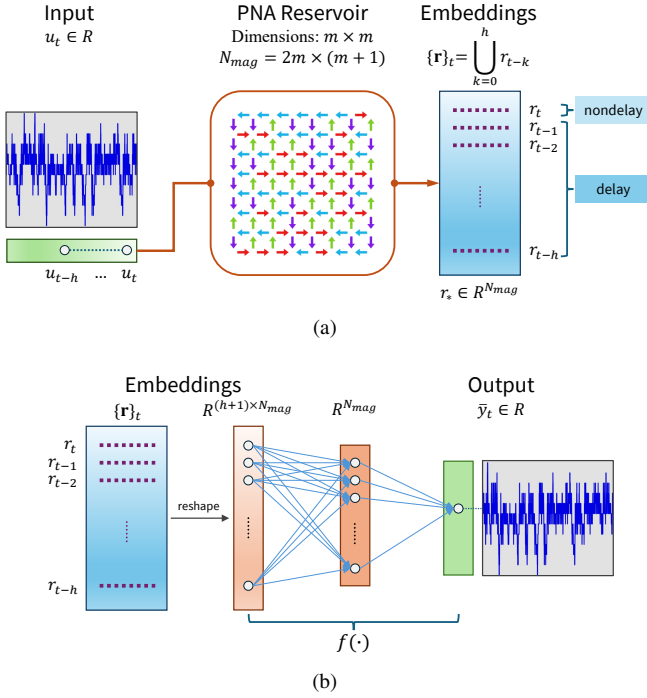 Input
u_t ∈ R
PNA Reservoir
Dimensions: m × m
N_mag = 2m × (m + 1)
Embeddings
{r}_t = ⋃_{k=0}^{h} r_{t−k}
r_t
nondelay
r_{t−1}
r_{t−2}
delay
r_{t−h}
u_{t−h} ... u_t
r_* ∈ R^{N_mag}
(a)
Embeddings
{r}_t
R^{(h+1)×N_mag}
R^{N_mag}
Output
ȳ_t ∈ R
r_t
r_{t−1}
r_{t−2}
reshape
r_{t−h}
f(·)
(b)